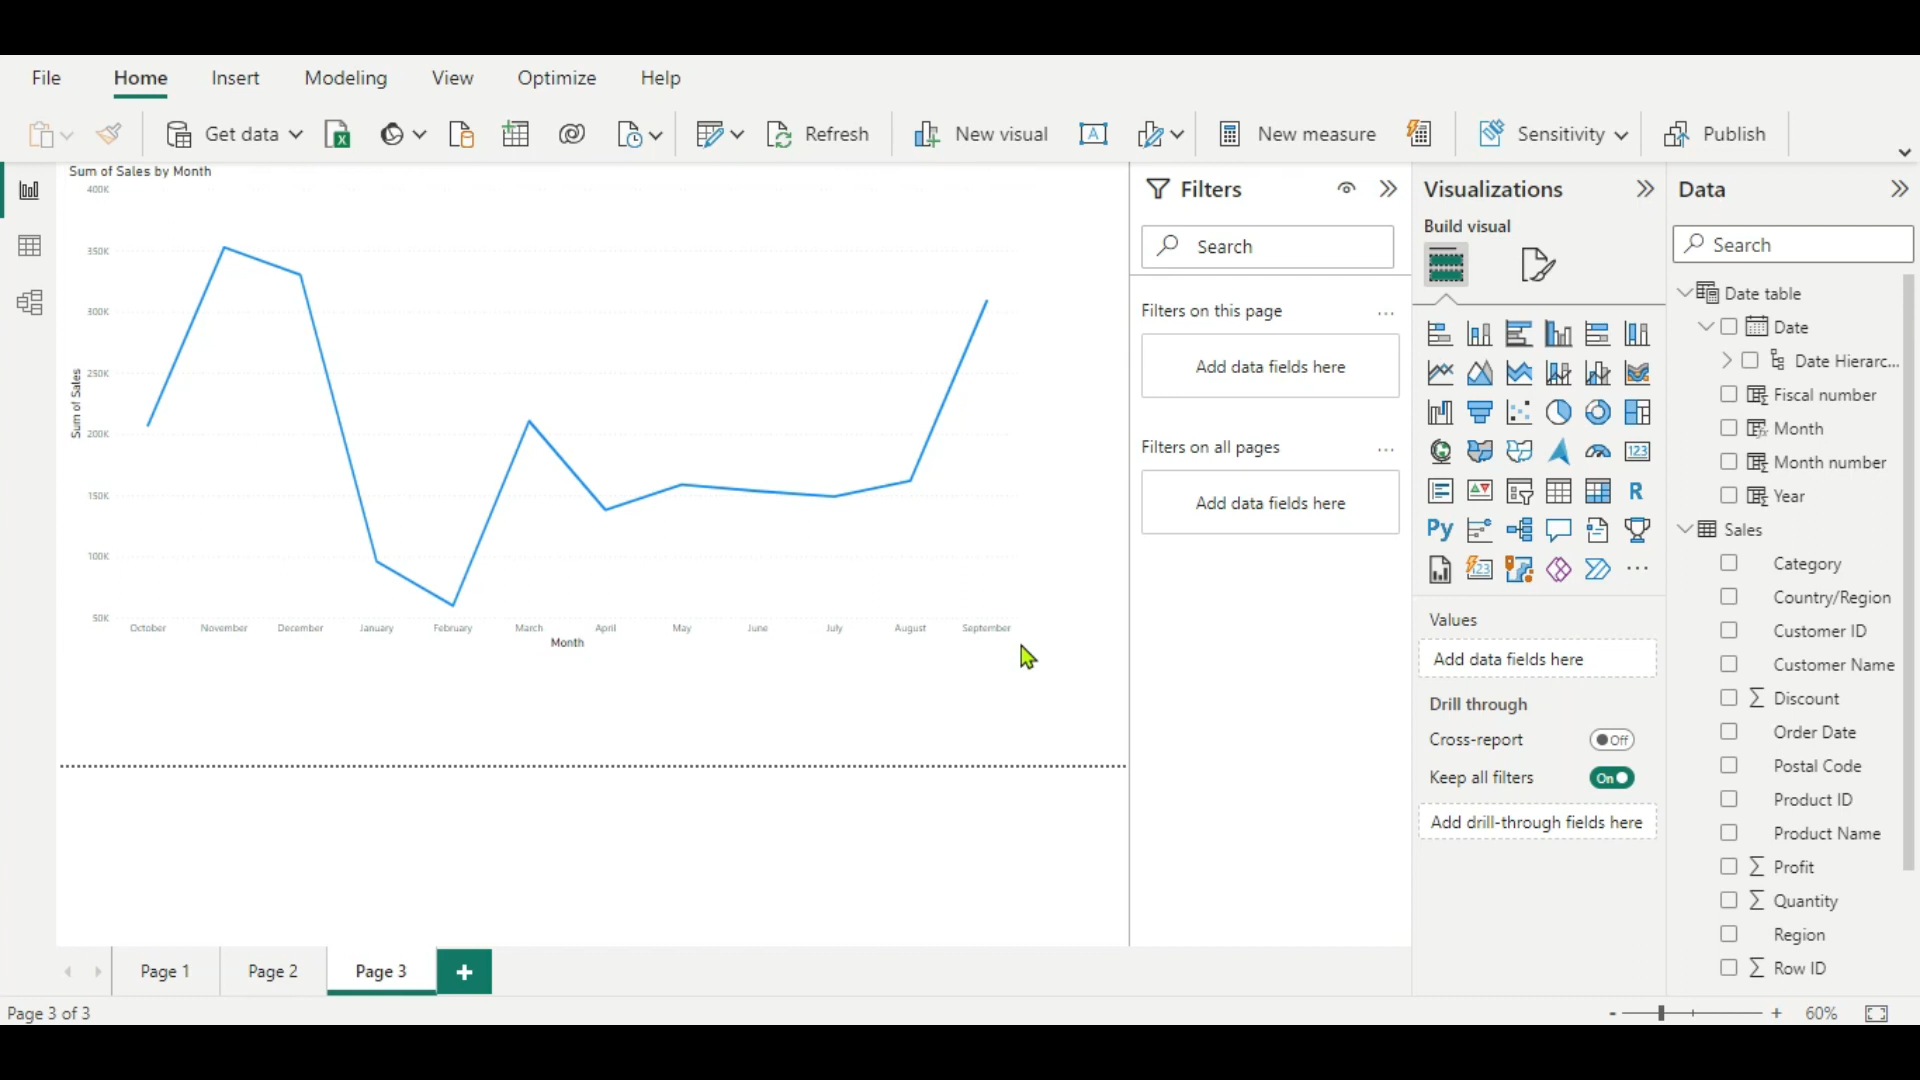 File Home Insert Modeling View Optimize Help
Get data Refresh New visual New measure Sensitivity Publish
Sum of Sales by Month
400K
350K
300K
250K
200K
150K
100K
50K
Sum of Sales
October November December January February March April May June July August September
Month
Filters
Search
Filters on this page ...
Add data fields here
Filters on all pages ...
Add data fields here
Visualizations
Build visual
123
R
Py
123
...
Values
Add data fields here
Drill through
Cross-report Off
Keep all filters On
Add drill-through fields here
Data
Search
Date table
Date
Date Hierarc...
Fiscal number
Month
Month number
Year
Sales
Category
Country/Region
Customer ID
Customer Name
Discount
Order Date
Postal Code
Product ID
Product Name
Profit
Quantity
Region
Row ID
Page 1 Page 2 Page 3 +
Page 3 of 3
- + 60%